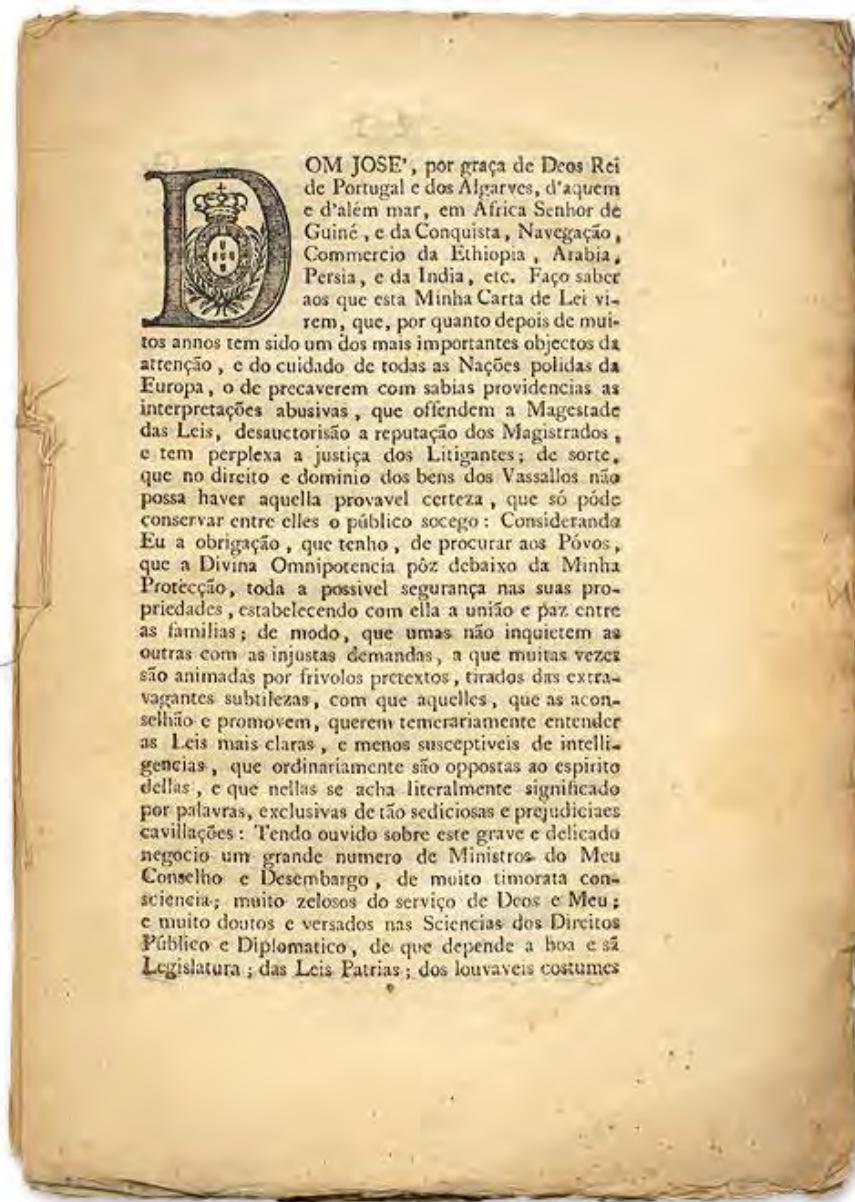 DOM JOSE', por graça de Deos Rei
de Portugal e dos Algarves, d'aquem
e d'além mar, em Africa Senhor de
Guiné, e da Conquista, Navegação,
Commercio da Ethiopia, Arabia,
Persia, e da India, etc. Faço saber
aos que esta Minha Carta de Lei vi-
rem, que, por quanto depois de mui-
tos annos tem sido um dos mais importantes objectos da
attenção, e do cuidado de todas as Nações polidas da
Europa, o de precaverem com sabias providencias as
interpretações abusivas, que offendem a Magestade
das Leis, desauctorisão a reputação dos Magistrados,
e tem perplexa a justiça dos Litigantes; de sorte,
que no direito e dominio dos bens dos Vassallos não
possa haver aquella provavel certeza, que só póde
conservar entre elles o público socego: Considerando
Eu a obrigação, que tenho, de procurar aos Póvos,
que a Divina Omnipotencia pôz debaixo da Minha
Protecção, toda a possivel segurança nas suas pro-
priedades, estabelecendo com ella a união e paz entre
as familias; de modo, que umas não inquietem as
outras com as injustas demandas, a que muitas vezes
são animadas por frivolos pretextos, tirados das extra-
vagantes subtilezas, com que aquelles, que as acon-
selhão e promovem, querem temerariamente entender
as Leis mais claras, e menos susceptiveis de intelli-
gencias, que ordinariamente são oppostas ao espirito
dellas, e que nellas se acha literalmente significado
por palavras, exclusivas de tão sediciosas e prejudiciaes
cavillações: Tendo ouvido sobre este grave e delicado
negocio um grande numero de Ministros do Meu
Conselho e Desembargo, de muito timorata con-
sciencia; muito zelosos do serviço de Deos e Meu;
e muito doutos e versados nas Sciencias dos Direitos
Público e Diplomatico, de que depende a boa e sã
Legislatura; das Leis Patrias; dos louvaveis costumes